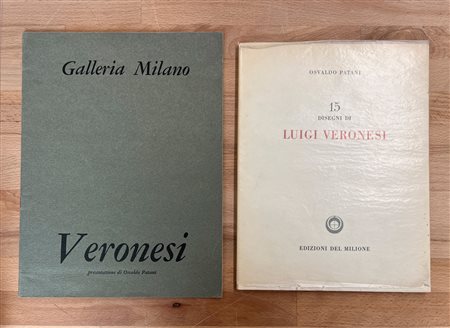 Galleria Milano
Veronesi
presentazione di Osvaldo Patani
OSVALDO PATANI
15
DISEGNI DI
LUIGI VERONESI
EDIZIONI DEL MILIONE